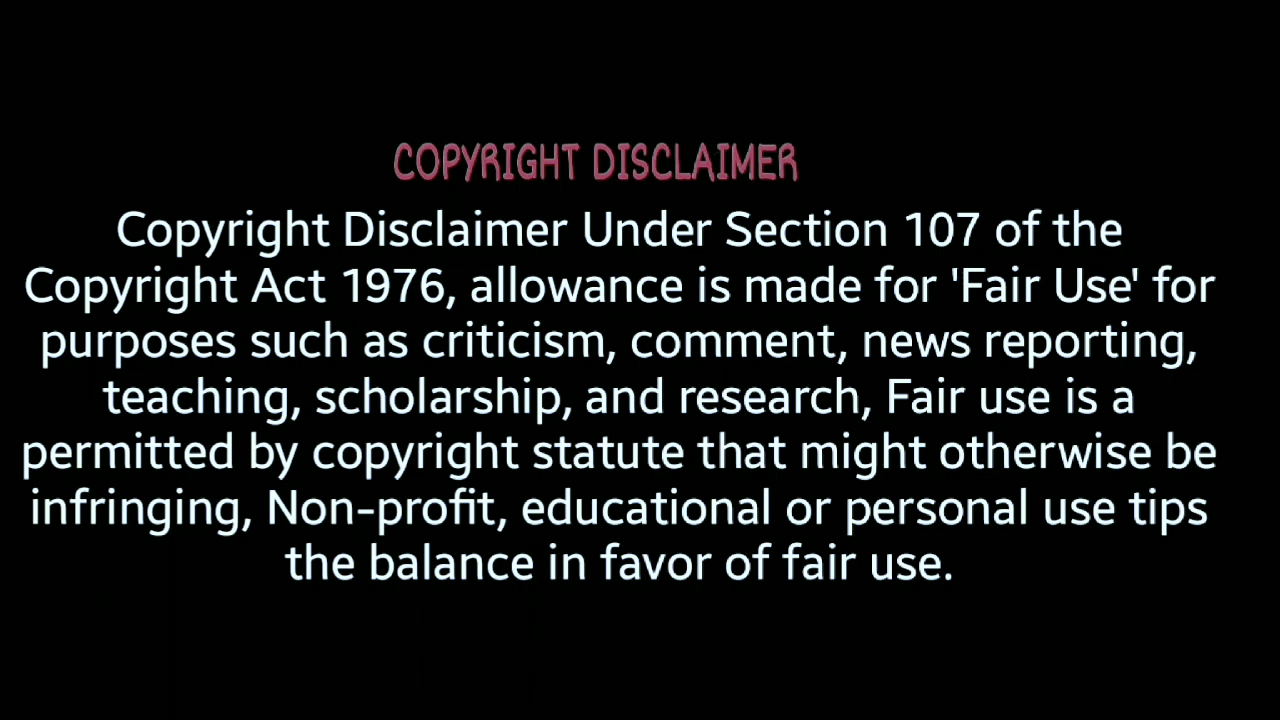 COPYRIGHT DISCLAIMER
Copyright Disclaimer Under Section 107 of the
Copyright Act 1976, allowance is made for 'Fair Use' for
purposes such as criticism, comment, news reporting,
teaching, scholarship, and research, Fair use is a
permitted by copyright statute that might otherwise be
infringing, Non-profit, educational or personal use tips
the balance in favor of fair use.